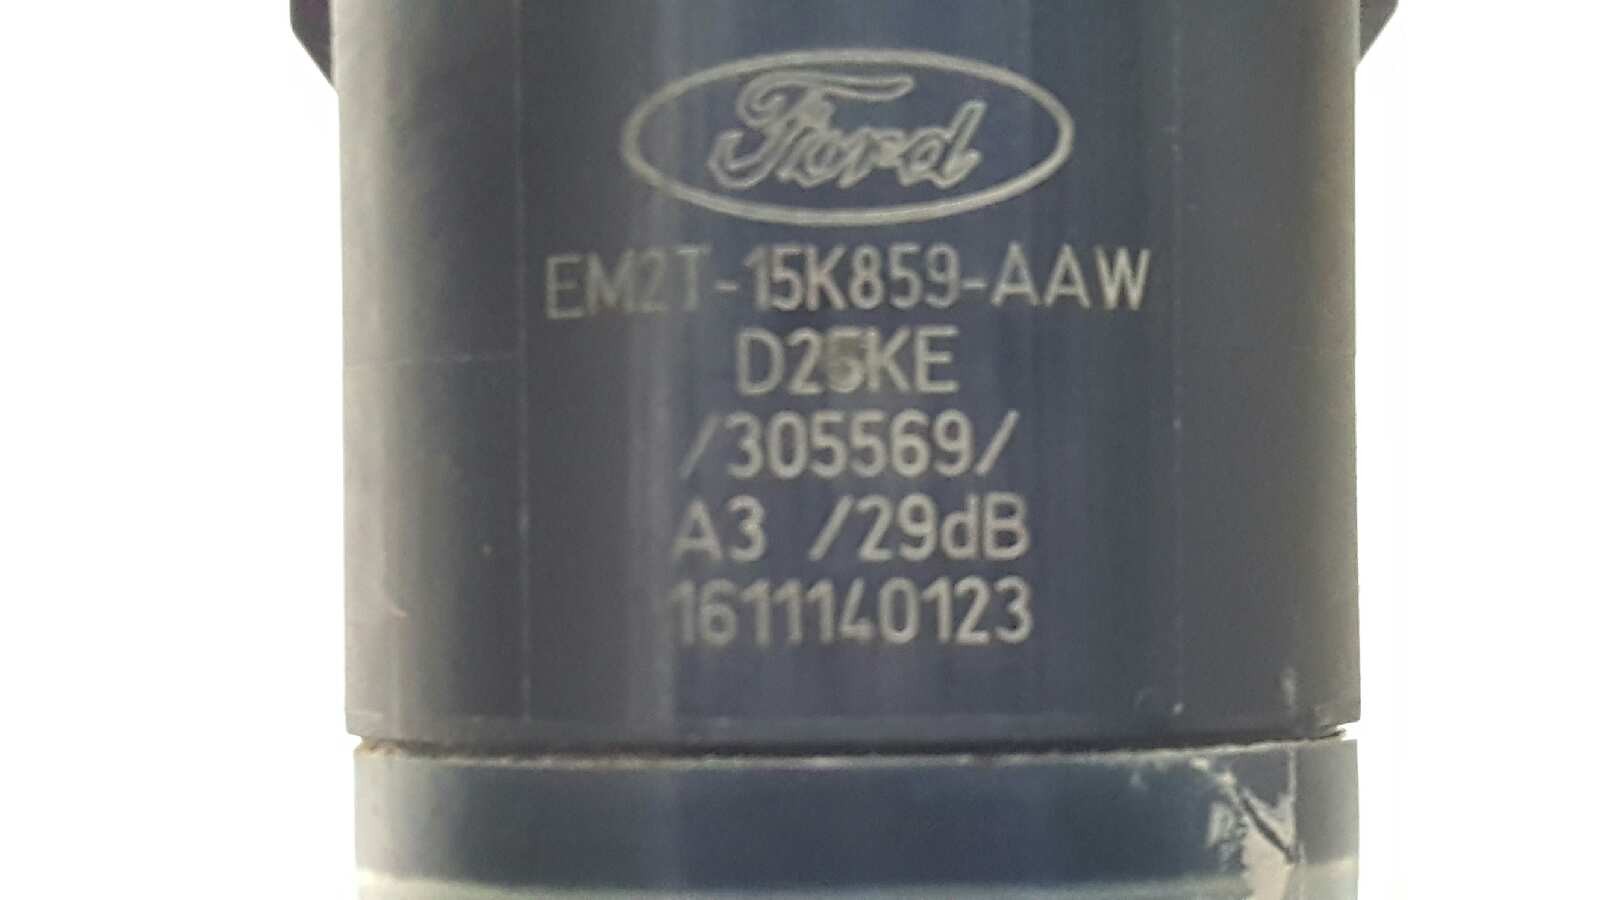 Ford
EM2T-15K859-AAW
D25KE
/305569/
A3 /29dB
1611140123